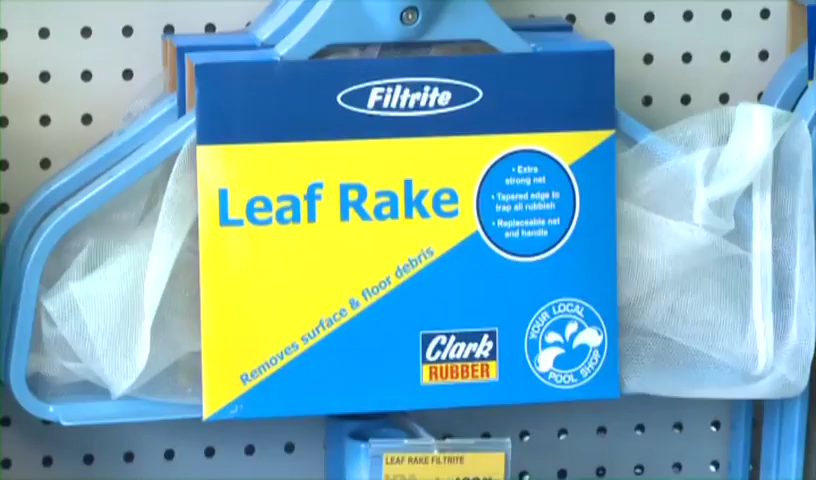 Filtrite
Leaf Rake
• Extra
strong net
• Tapered edge to
trap all rubbish
• Replaceable net
and handle
Removes surface & floor debris
Clark
RUBBER
YOUR LOCAL
POOL SHOP
LEAF RAKE FILTRITE